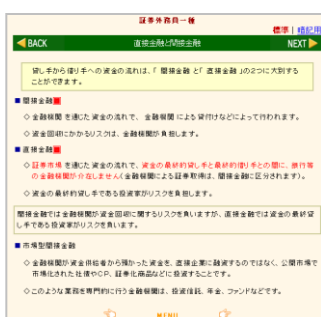 証券外務員一種
標準 | 暗記用
◀BACK 直接金融と間接金融 NEXT▶
貸し手から借り手への資金の流れは、「 間接金融 と「 直接金融 」の2つに大別する
ことができます。
■ 間接金融
◇ 金融機関 を通じた 資金の流れで、 金融機関 による 貸付けなどによって行われます。
◇ 資金回収にかかるリスクは、金融機関が 負担します。
■ 直接金融
◇ 証券市場 を通じた 資金の流れで、 資金の最終的貸し手と最終的借り手との間に、銀行等
の 金融機関が介在しません（ 金融機関による証券取得は、間接金融に区分されます）。
◇ 資金の最終的貸し手である投資家がリスクを負担します。
間接金融では金融機関が資金回収に関するリスクを負いますが、直接金融では資金の最終貸
し手である投資家がリスクを負います。
■ 市場型間接金融
◇ 金融機関が資金供給者から預かった資金を、直接企業に融資するのではなく、公開市場で
市場化された社債やCP、証券化商品などに投資することです。
◇ このような業務を専門的に行う金融機関は、投資信託、年金、ファンドなどです。
MENU